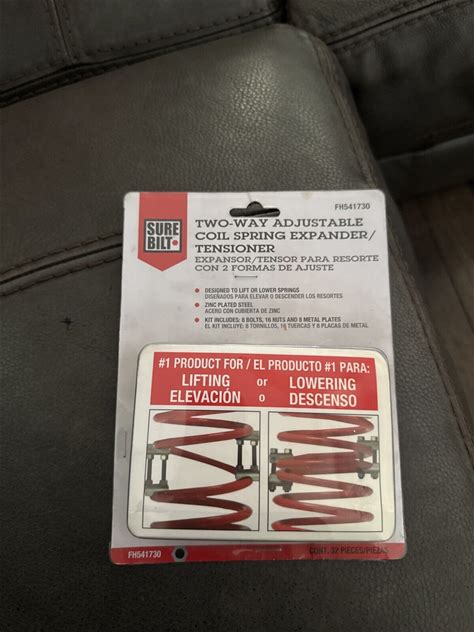 FH541730
SURE
BILT
TWO-WAY ADJUSTABLE
COIL SPRING EXPANDER/
TENSIONER
EXPANSOR/TENSOR PARA RESORTE
CON 2 FORMAS DE AJUSTE
DESIGNED TO LIFT OR LOWER SPRINGS
DISEÑADOS PARA ELEVAR O DESCENDER LOS RESORTES
ZINC PLATED STEEL
ACERO CON CUBIERTA DE ZINC
KIT INCLUDES: 8 BOLTS, 16 NUTS AND 8 METAL PLATES
EL KIT INCLUYE: 8 TORNILLOS, 16 TUERCAS Y 8 PLACAS DE METAL
#1 PRODUCT FOR / EL PRODUCTO #1 PARA:
LIFTING or LOWERING
ELEVACIÓN o DESCENSO
FH541730
CONT. 32 PIECES/PIEZAS